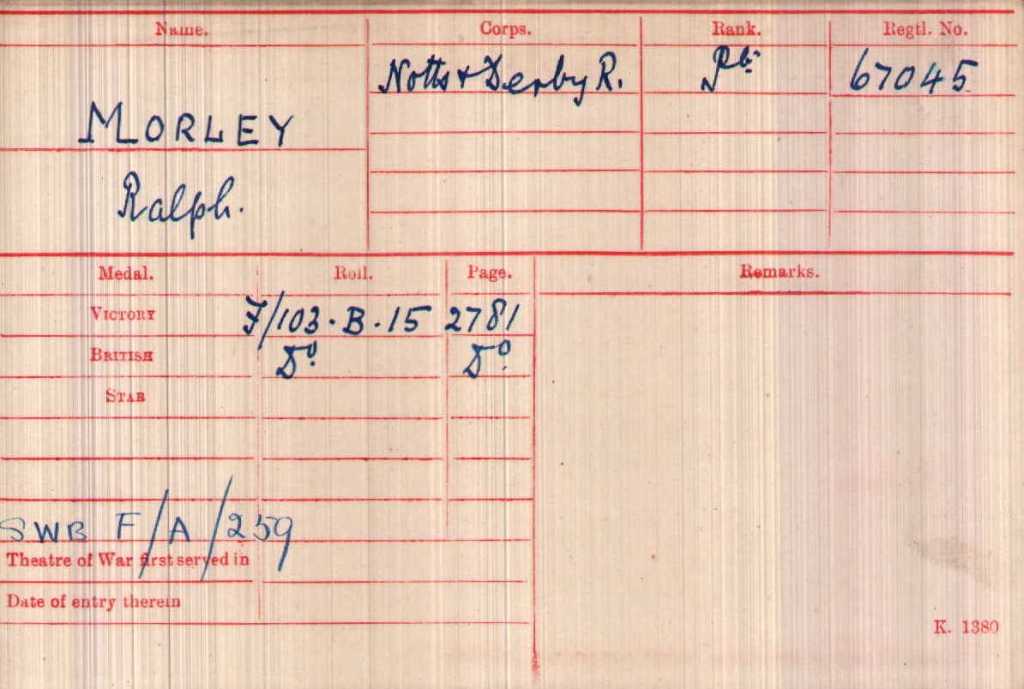 Name. Corps. Rank. Regtl. No.
Notts & Derby R. Pte. 67045
MORLEY
Ralph.
Medal. Roll. Page. Remarks.
VICTORY F/103.B.15 2781
BRITISH Do. Do.
STAR
SWB F/A/259
Theatre of War first served in
Date of entry therein
K. 1380